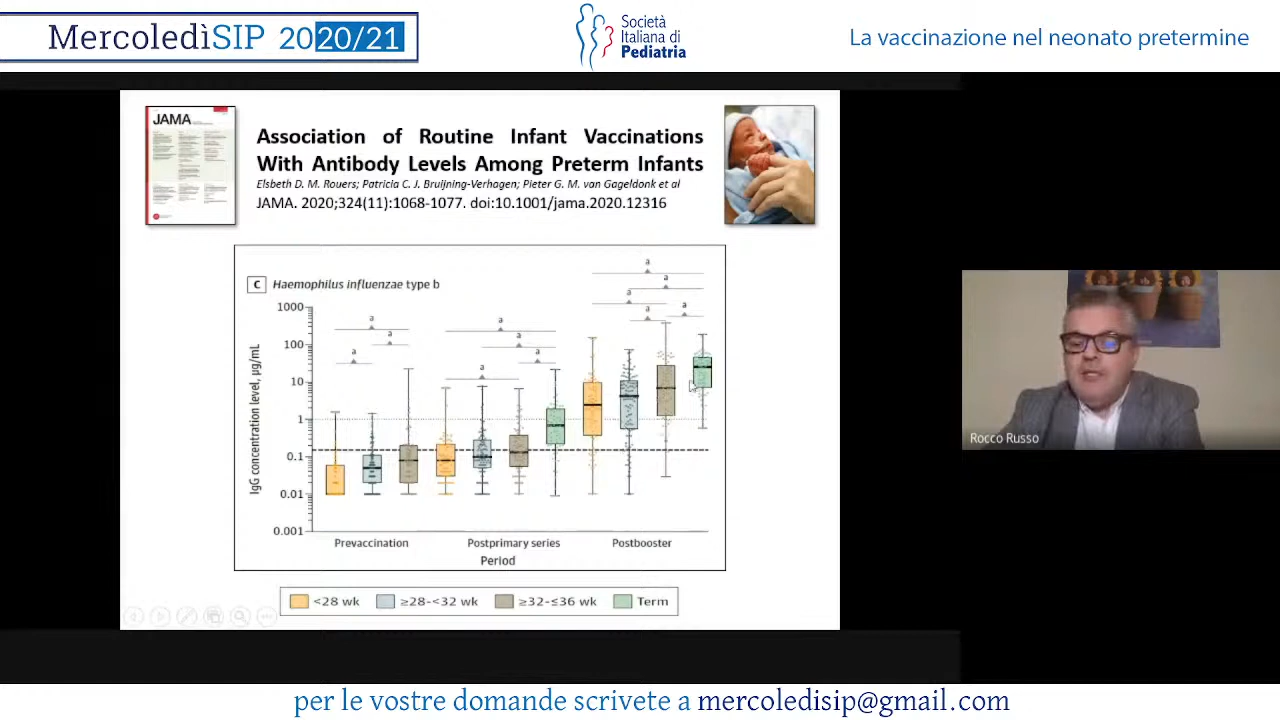 MercoledìSIP 2020/21
Società
Italiana di
Pediatria
La vaccinazione nel neonato pretermine
JAMA
Association of Routine Infant Vaccinations
With Antibody Levels Among Preterm Infants
Elsbeth D. M. Rouers; Patricia C. J. Bruijning-Verhagen; Pieter G. M. van Gageldonk et al
JAMA. 2020;324(11):1068-1077. doi:10.1001/jama.2020.12316
C Haemophilus influenzae type b
a
a
a
a
a
a
a
a
a
a
a
a
IgG concentration level, µg/mL
1000
100
10
1
0.1
0.01
0.001
Prevaccination Postprimary series Postbooster
Period
<28 wk ≥28-<32 wk ≥32-≤36 wk Term
Rocco Russo
per le vostre domande scrivete a mercoledisip@gmail.com